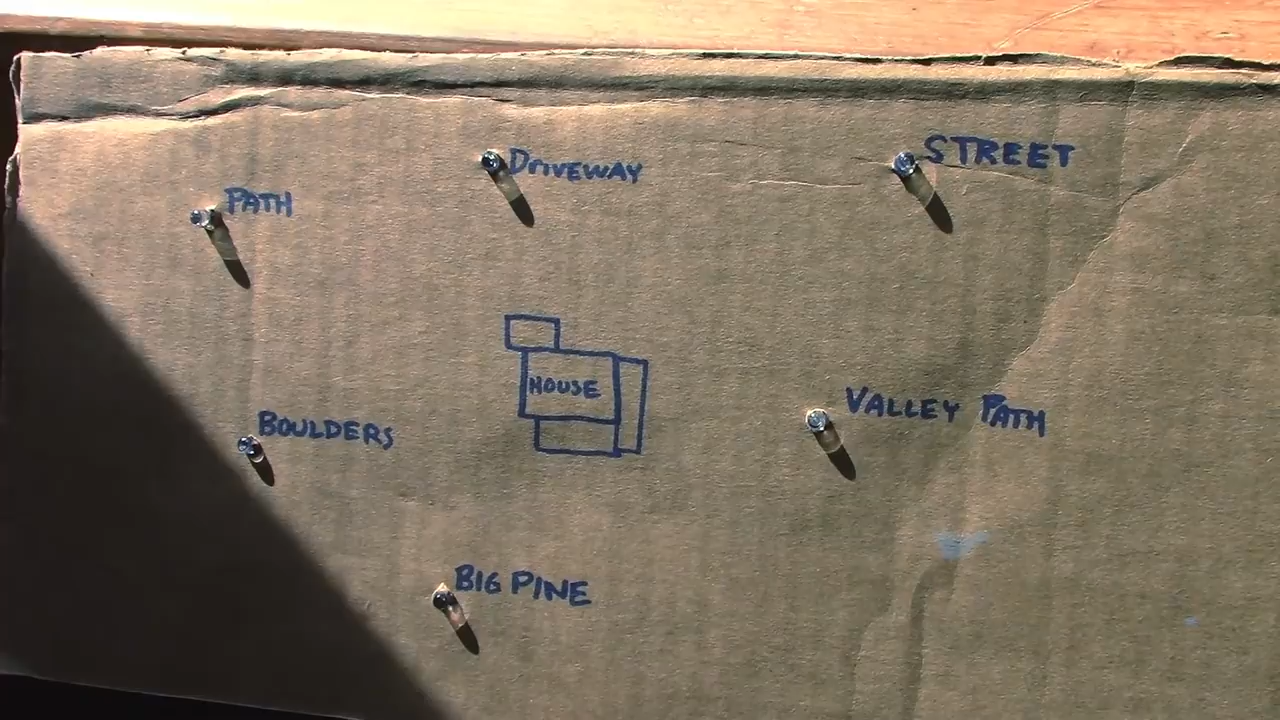 STREET
DRIVEWAY
PATH
HOUSE
VALLEY PATH
BOULDERS
BIG PINE